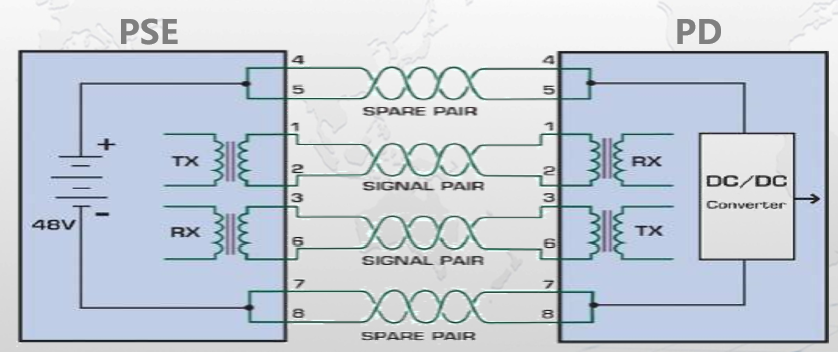 PSE
PD
4
4
5
5
SPARE PAIR
1
1
+
TX
RX
2
2
SIGNAL PAIR
DC/DC
Converter
3
3
48V
-
RX
TX
6
6
SIGNAL PAIR
7
7
8
8
SPARE PAIR